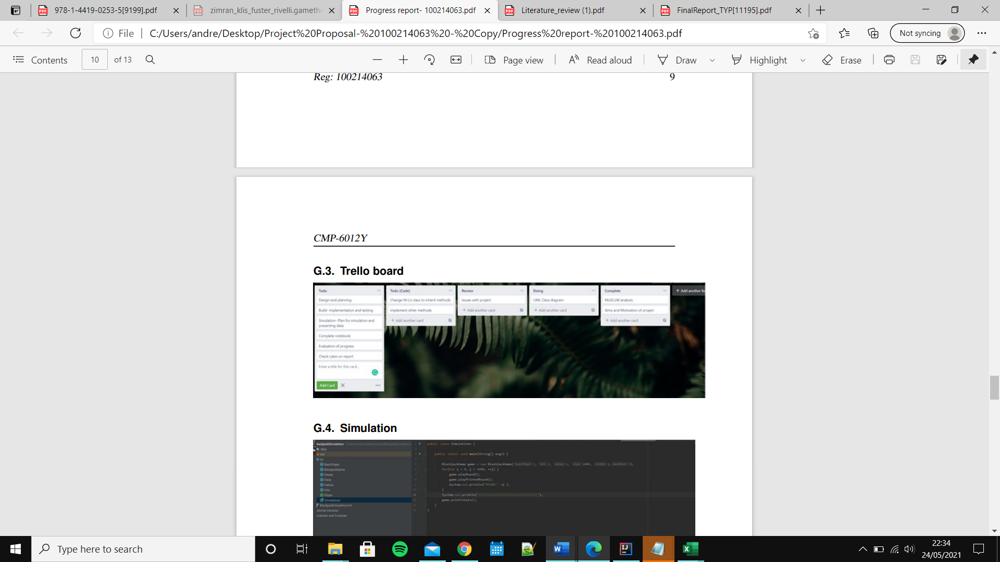 978-1-4419-0253-5[9199].pdf
zimran_klis_fuster_rivelli.gamethe
Progress report- 100214063.pdf
Literature_review (1).pdf
FinalReport_TYP[11195].pdf
File
C:/Users/andre/Desktop/Project%20Proposal-%20100214063%20-%20Copy/Progress%20report-%20100214063.pdf
Not syncing
Contents
10 of 13
Page view
Read aloud
Draw
Highlight
Erase
Reg: 100214063 9
CMP-6012Y
G.3. Trello board
Todo
Design and planning
Build- Implementation and testing
Simulation- Plan for simulation and
presenting data
Complete notebook
Evaluation of progress
Check Latex on report
Enter a title for this card...
Add Card
Todo (Code)
Change Hi-Lo class to inherit methods
implement other methods
+ Add another card
Review
Issues with project
+ Add another card
Doing
UML Class diagram
+ Add another card
Complete
MoSCoW analysis
Aims and Motivation of project
+ Add another card
+ Add another lis
G.4. Simulation
BlackjackSimulation
.idea
out
src
BasicPlayer
BlackjackGame
Dealer
Deck
Halves
Hilo
Player
Simulations
BlackjackSimulation.iml
External Libraries
Scratches and Consoles
public class Simulations {
public static void main(String[] args) {
BlackjackGame game = new BlackjackGame(
for(int i = 0; i < 1000; ++i) {
game.playRound();
game.playPrintedRound();
System.out.println("ROUND:" +i );
}
System.out.println("////////////////////////////////");
game.printTotals();
}
}
Type here to search
22:34
24/05/2021